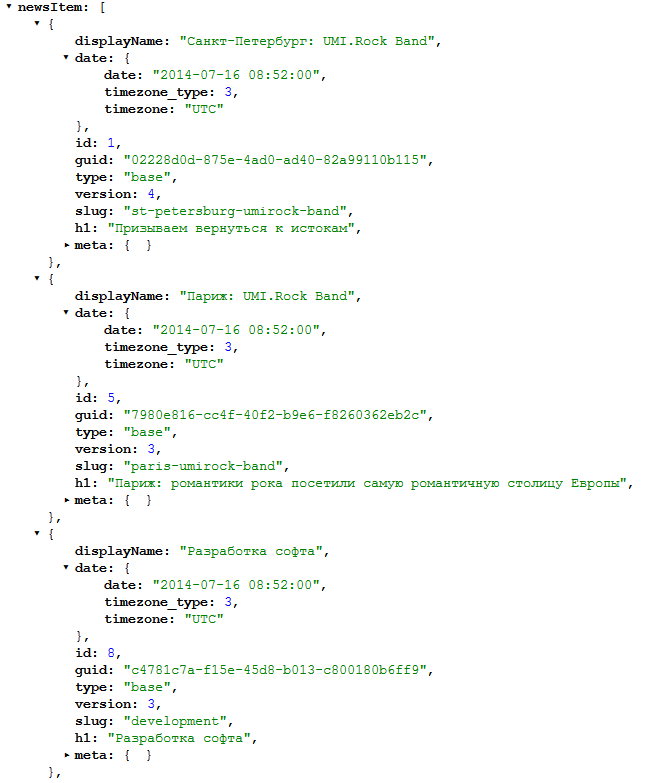 newsItem: [
{
displayName: "Санкт-Петербург: UMI.Rock Band",
date: {
date: "2014-07-16 08:52:00",
timezone_type: 3,
timezone: "UTC"
},
id: 1,
guid: "02228d0d-875e-4ad0-ad40-82a99110b115",
type: "base",
version: 4,
slug: "st-petersburg-umirock-band",
h1: "Призываем вернуться к истокам",
meta: { }
},
{
displayName: "Париж: UMI.Rock Band",
date: {
date: "2014-07-16 08:52:00",
timezone_type: 3,
timezone: "UTC"
},
id: 5,
guid: "7980e816-cc4f-40f2-b9e6-f8260362eb2c",
type: "base",
version: 3,
slug: "paris-umirock-band",
h1: "Париж: романтики рока посетили самую романтичную столицу Европы",
meta: { }
},
{
displayName: "Разработка софта",
date: {
date: "2014-07-16 08:52:00",
timezone_type: 3,
timezone: "UTC"
},
id: 8,
guid: "c4781c7a-f15e-45d8-b013-c800180b6ff9",
type: "base",
version: 3,
slug: "development",
h1: "Разработка софта",
meta: { }
},